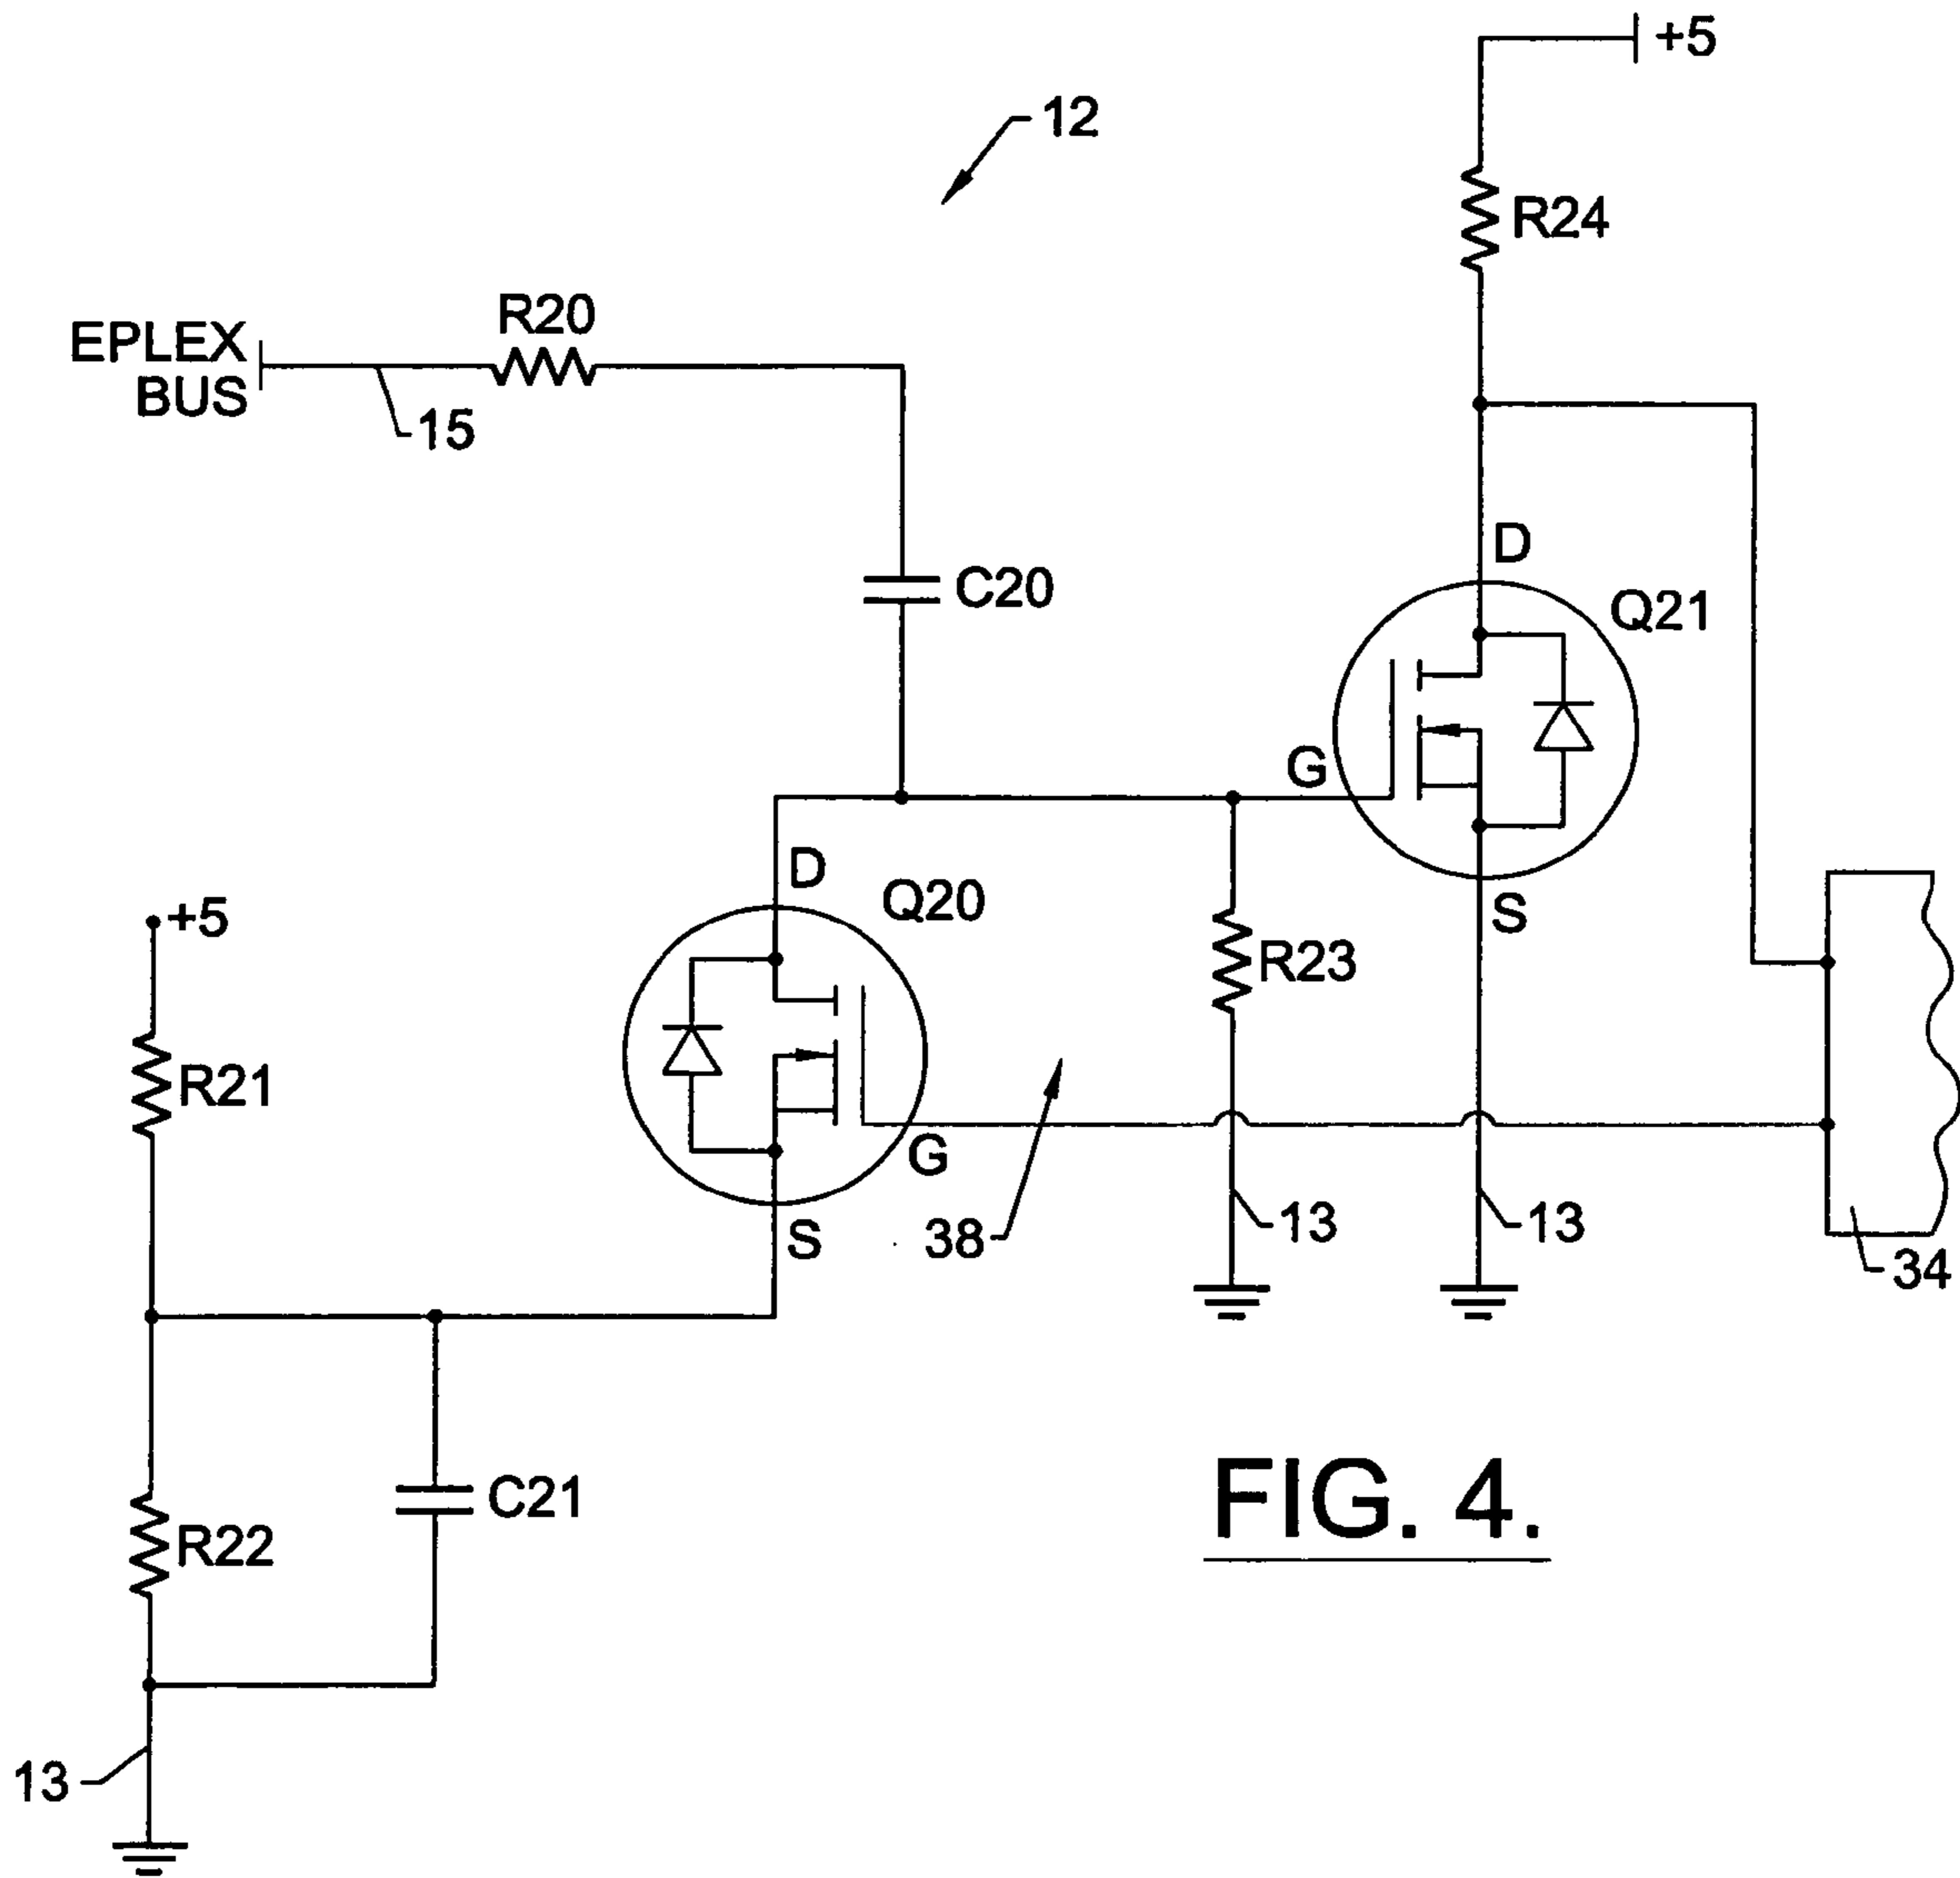 +5
12
R24
R20
EPLEX
BUS
15
D
C20
Q21
G
D
Q20
S
+5
R23
R21
G
S
38
13
13
34
C21
R22
FIG. 4.
13